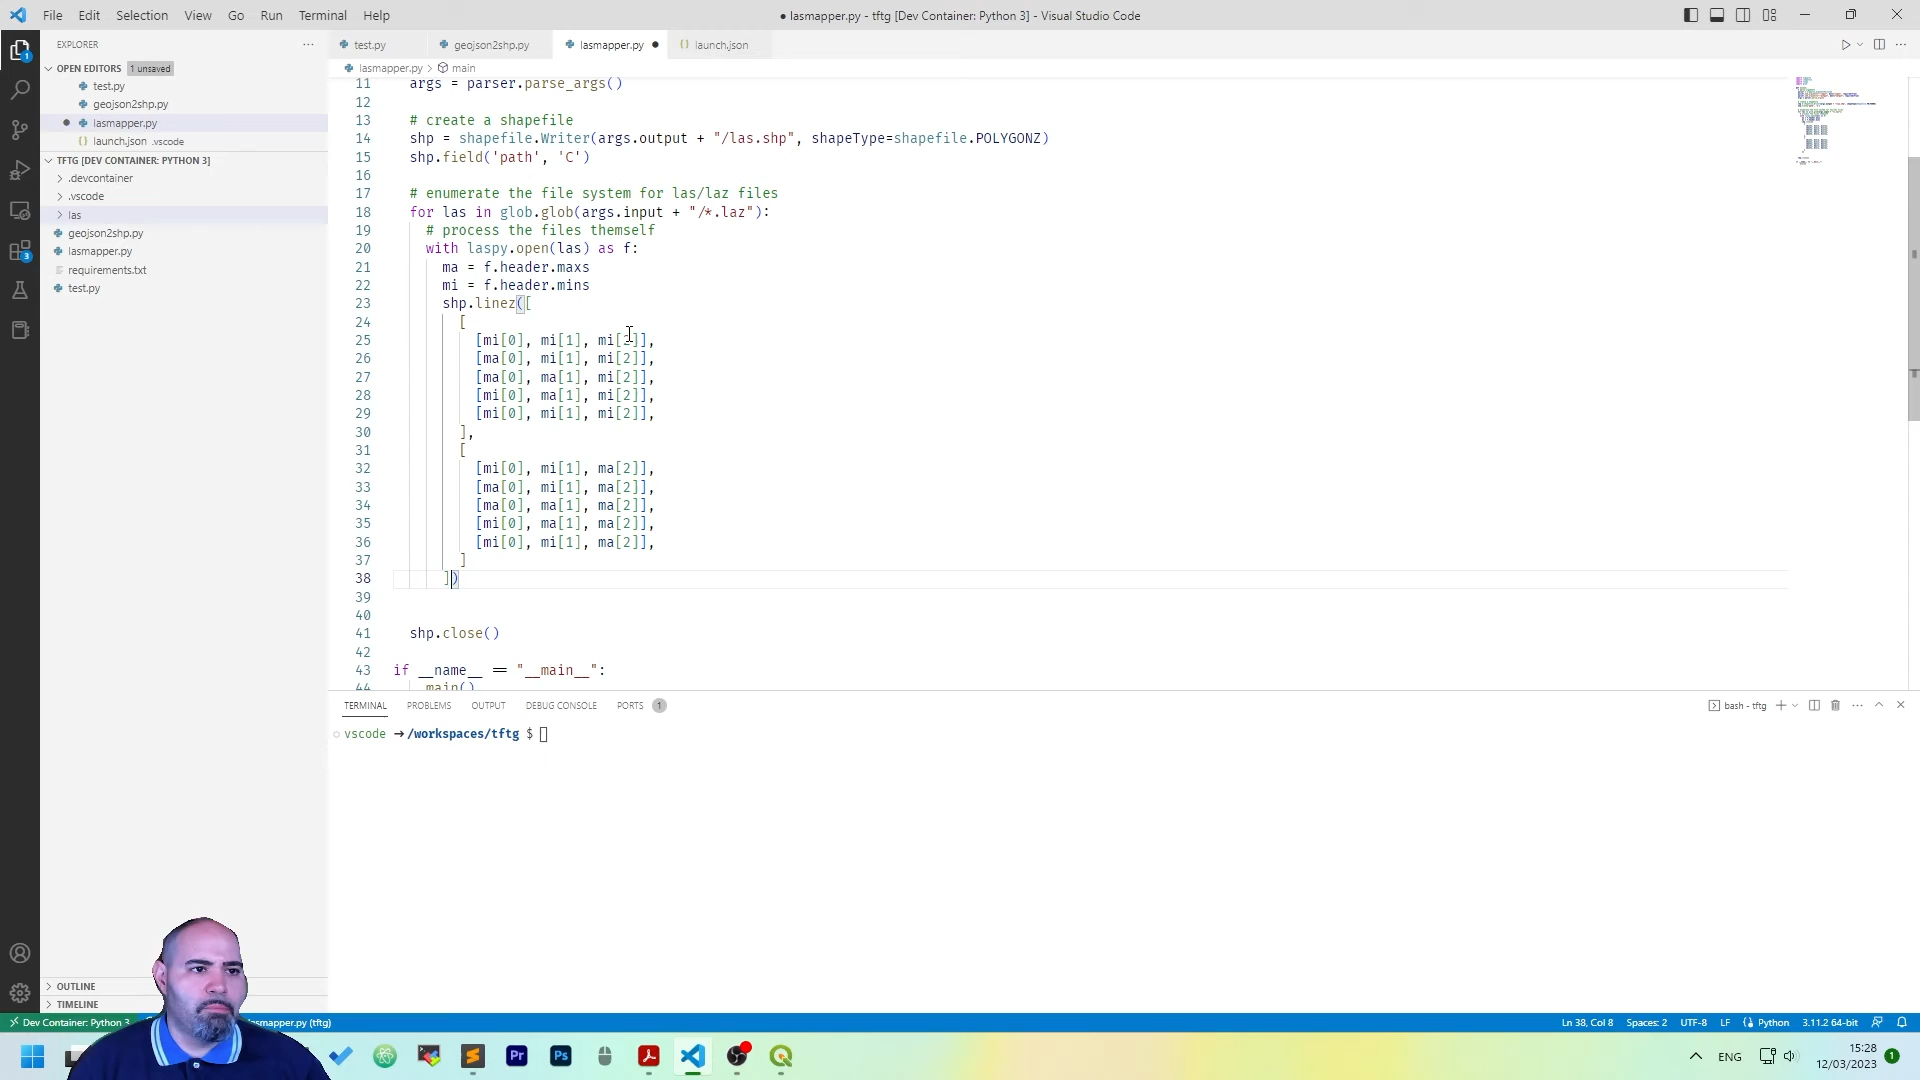 File Edit Selection View Go Run Terminal Help
● lasmapper.py - tftg [Dev Container: Python 3] - Visual Studio Code
EXPLORER
OPEN EDITORS 1 unsaved
test.py
geojson2shp.py
lasmapper.py
launch.json .vscode
TFTG [DEV CONTAINER: PYTHON 3]
.devcontainer
.vscode
las
geojson2shp.py
lasmapper.py
requirements.txt
test.py
OUTLINE
TIMELINE
test.py geojson2shp.py lasmapper.py ● launch.json
lasmapper.py > main
11 args = parser.parse_args()
12
13 # create a shapefile
14 shp = shapefile.Writer(args.output + "/las.shp", shapeType=shapefile.POLYGONZ)
15 shp.field('path', 'C')
16
17 # enumerate the file system for las/laz files
18 for las in glob.glob(args.input + "/*.laz"):
19 # process the files themself
20 with laspy.open(las) as f:
21 ma = f.header.maxs
22 mi = f.header.mins
23 shp.linez([
24 [
25 [mi[0], mi[1], mi[2]],
26 [ma[0], mi[1], mi[2]],
27 [ma[0], ma[1], mi[2]],
28 [mi[0], ma[1], mi[2]],
29 [mi[0], mi[1], mi[2]],
30 ],
31 [
32 [mi[0], mi[1], ma[2]],
33 [ma[0], mi[1], ma[2]],
34 [ma[0], ma[1], ma[2]],
35 [mi[0], ma[1], ma[2]],
36 [mi[0], mi[1], ma[2]],
37 ]
38 ])
39
40
41 shp.close()
42
43 if __name__ == "__main__":
44 main()
TERMINAL PROBLEMS OUTPUT DEBUG CONSOLE PORTS 1
bash - tftg
vscode → /workspaces/tftg $
Dev Container: Python 3
asmapper.py (tftg)
Ln 38, Col 8 Spaces: 2 UTF-8 LF Python 3.11.2 64-bit
Pr Ps
ENG
15:28
12/03/2023
1